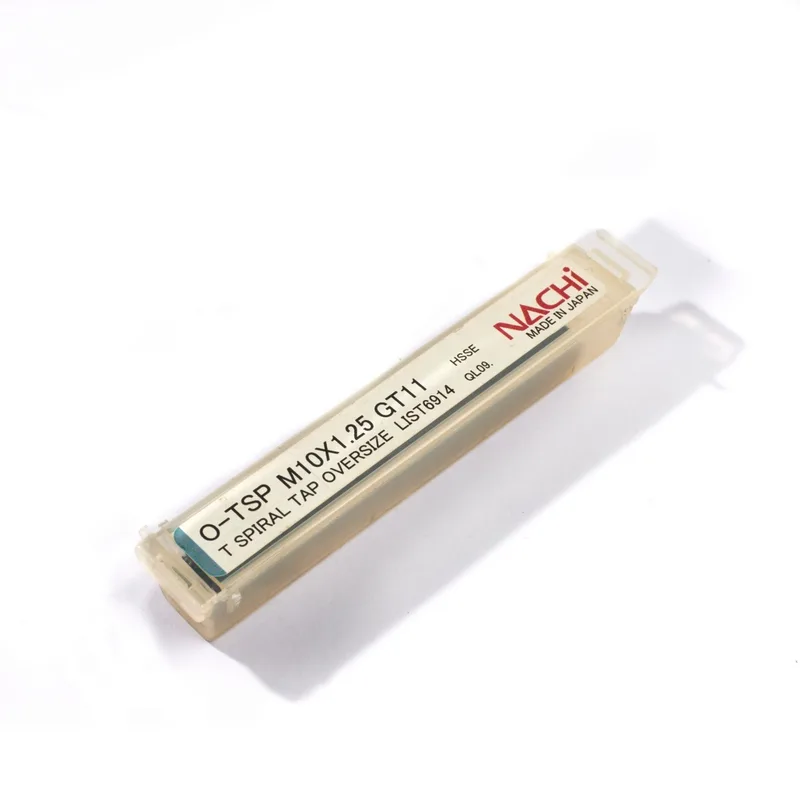 O-TSP M10X1.25 GT11 HSSE
T SPIRAL TAP OVERSIZE LIST6914 QL09.
NACHi
MADE IN JAPAN